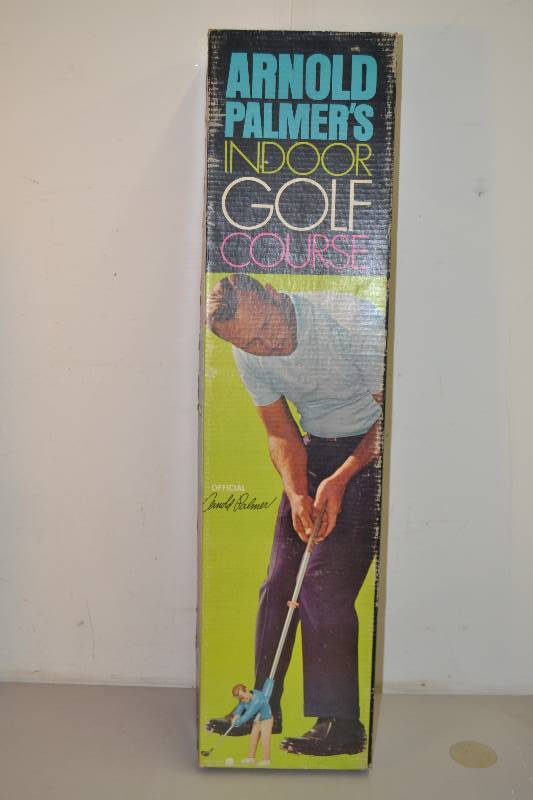 ARNOLD
PALMER'S
INDOOR
GOLF
COURSE
OFFICIAL
Arnold Palmer